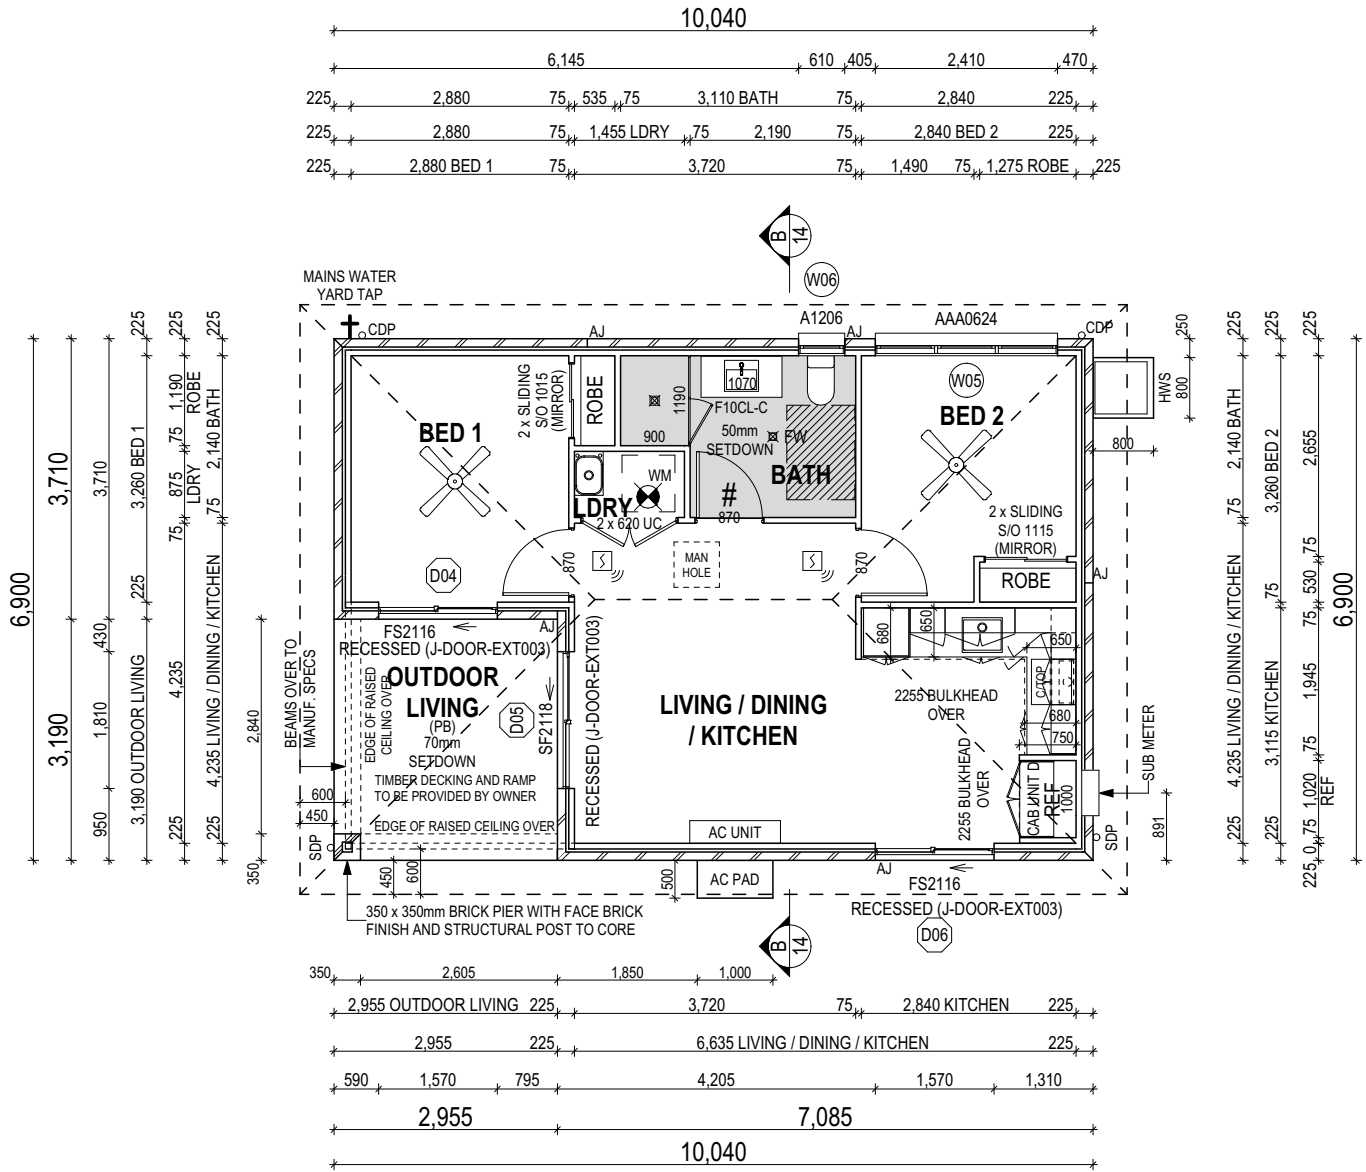 10,040
6,145 610 405 2,410 470
225 2,880 75 535 75 3,110 BATH 75 2,840 225
225 2,880 75 1,455 LDRY 75 2,190 75 2,840 BED 2 225
225 2,880 BED 1 75 3,720 75 1,490 75 1,275 ROBE 225
B
14
W06
MAINS WATER
YARD TAP
CDP
AJ
A1206
AJ
AAA0624
CDP
2 x SLIDING
S/O 1015
(MIRROR)
ROBE
BED 1
1190
900
1070
F10CL-C
50mm
SETDOWN
FW
BATH
W05
BED 2
HWS
800
800
WM
LDRY
2 x 620 UC
#
870
2 x SLIDING
S/O 1115
(MIRROR)
ROBE
AJ
D04
870
MAN
HOLE
870
FS2116
RECESSED (J-DOOR-EXT003)
AJ
OUTDOOR
LIVING
(PB)
70mm
SETDOWN
TIMBER DECKING AND RAMP
TO BE PROVIDED BY OWNER
EDGE OF RAISED CEILING OVER
EDGE OF RAISED
CEILING OVER
BEAMS OVER TO
MANUF. SPECS
D05
SF2118
RECESSED (J-DOOR-EXT003)
LIVING / DINING
/ KITCHEN
680
650
650
C/TOP
680
750
2255 BULKHEAD
OVER
2255 BULKHEAD
OVER
CAB UNIT D
REF
1000
SUB METER
891
600
450
SDP
450
600
AC UNIT
500
AC PAD
AJ
FS2116
RECESSED (J-DOOR-EXT003)
D06
SDP
350 x 350mm BRICK PIER WITH FACE BRICK
FINISH AND STRUCTURAL POST TO CORE
B
14
6,900
3,710
3,190
3,710
430
1,810
950
225
3,260 BED 1
225
3,190 OUTDOOR LIVING
225
1,190
ROBE
75
875
LDRY
75
4,235
225
225
2,140 BATH
75
4,235 LIVING / DINING / KITCHEN
225
2,840
350
250
225
2,140 BATH
75
4,235 LIVING / DINING / KITCHEN
225
225
3,260 BED 2
75
3,115 KITCHEN
225
225
2,655
75
530
75
1,945
75
1,020
REF
75
0
225
6,900
350 2,605 1,850 1,000
2,955 OUTDOOR LIVING 225 3,720 75 2,840 KITCHEN 225
2,955 225 6,635 LIVING / DINING / KITCHEN 225
590 1,570 795 4,205 1,570 1,310
2,955 7,085
10,040